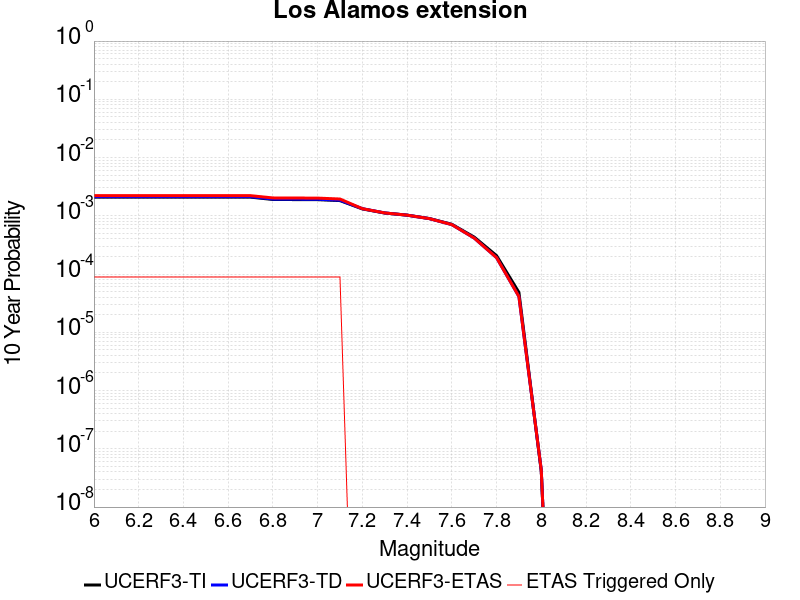 Los Alamos extension
10^0
10^-1
10^-2
10^-3
10^-4
10^-5
10^-6
10^-7
10^-8
10 Year Probability
6 6.2 6.4 6.6 6.8 7 7.2 7.4 7.6 7.8 8 8.2 8.4 8.6 8.8 9
Magnitude
UCERF3-TI UCERF3-TD UCERF3-ETAS ETAS Triggered Only